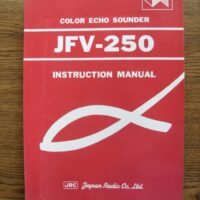 COLOR ECHO SOUNDER
JFV-250
INSTRUCTION MANUAL
JRC Japan Radio Co., Ltd.